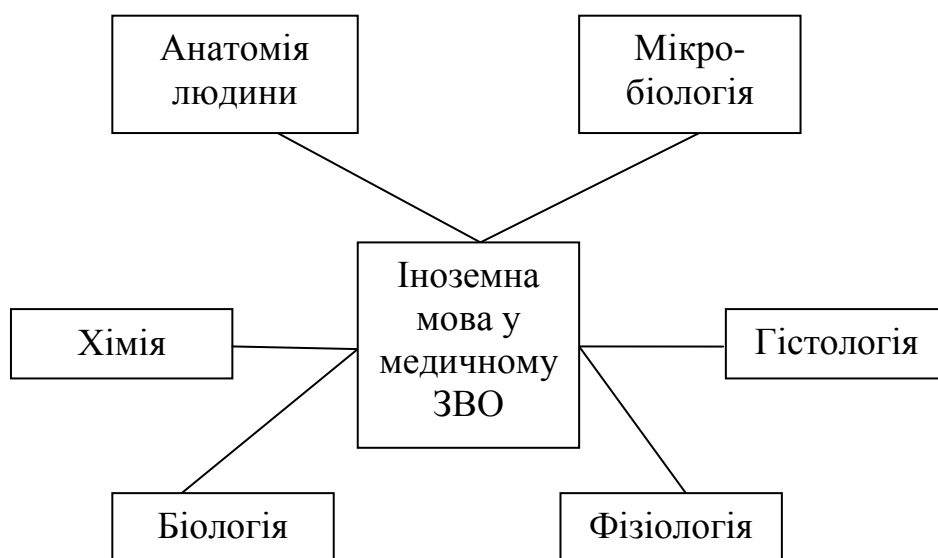 Анатомія
людини
Мікро-
біологія
Іноземна
мова у
медичному
ЗВО
Хімія
Гістологія
Біологія
Фізіологія